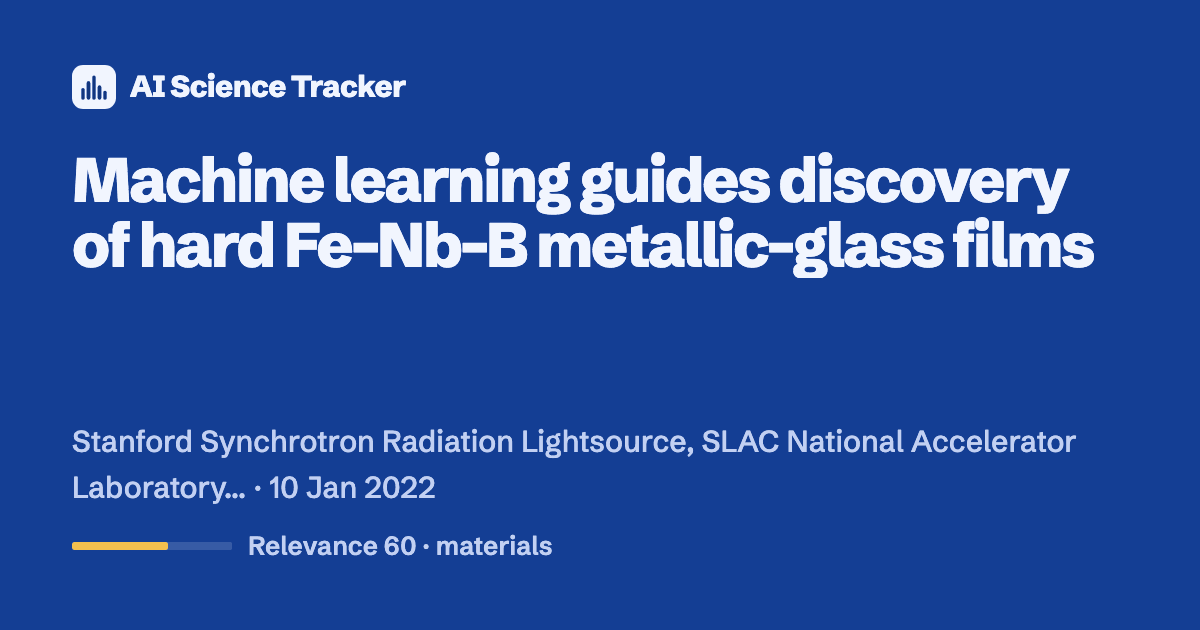 AI Science Tracker
Machine learning guides discovery
of hard Fe-Nb-B metallic-glass films
Stanford Synchrotron Radiation Lightsource, SLAC National Accelerator
Laboratory... · 10 Jan 2022
Relevance 60 · materials